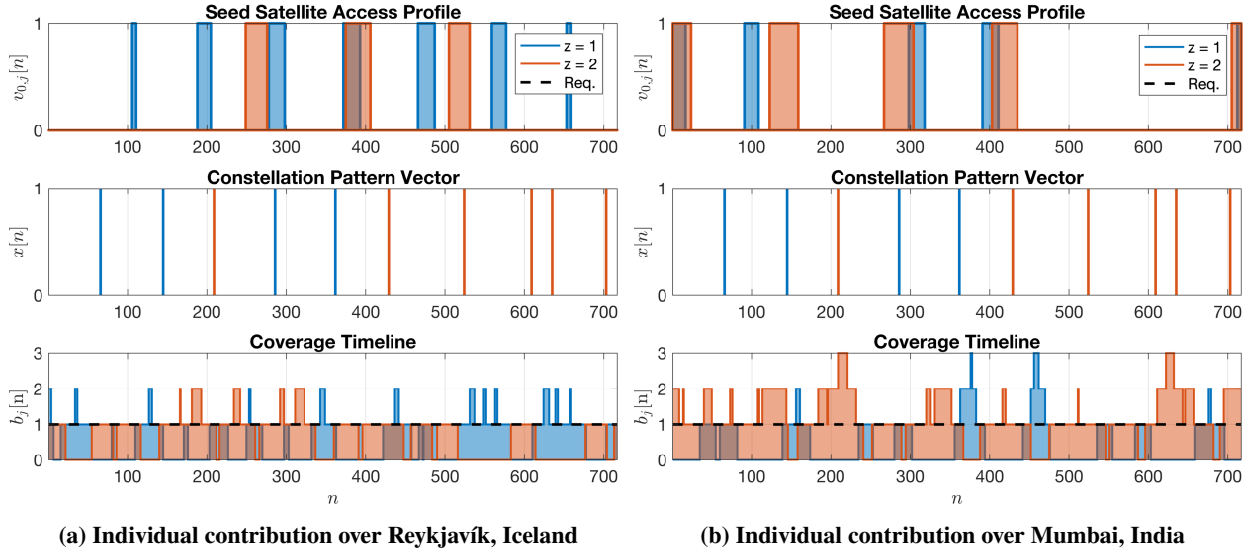 Seed Satellite Access Profile
1
v0,j[n]
0
z = 1
z = 2
Req.
100 200 300 400 500 600 700
Constellation Pattern Vector
1
x[n]
0
100 200 300 400 500 600 700
Coverage Timeline
3
2
1
0
bj[n]
100 200 300 400 500 600 700
n
(a) Individual contribution over Reykjavík, Iceland
Seed Satellite Access Profile
1
v0,j[n]
0
z = 1
z = 2
Req.
100 200 300 400 500 600 700
Constellation Pattern Vector
1
x[n]
0
100 200 300 400 500 600 700
Coverage Timeline
3
2
1
0
bj[n]
100 200 300 400 500 600 700
n
(b) Individual contribution over Mumbai, India